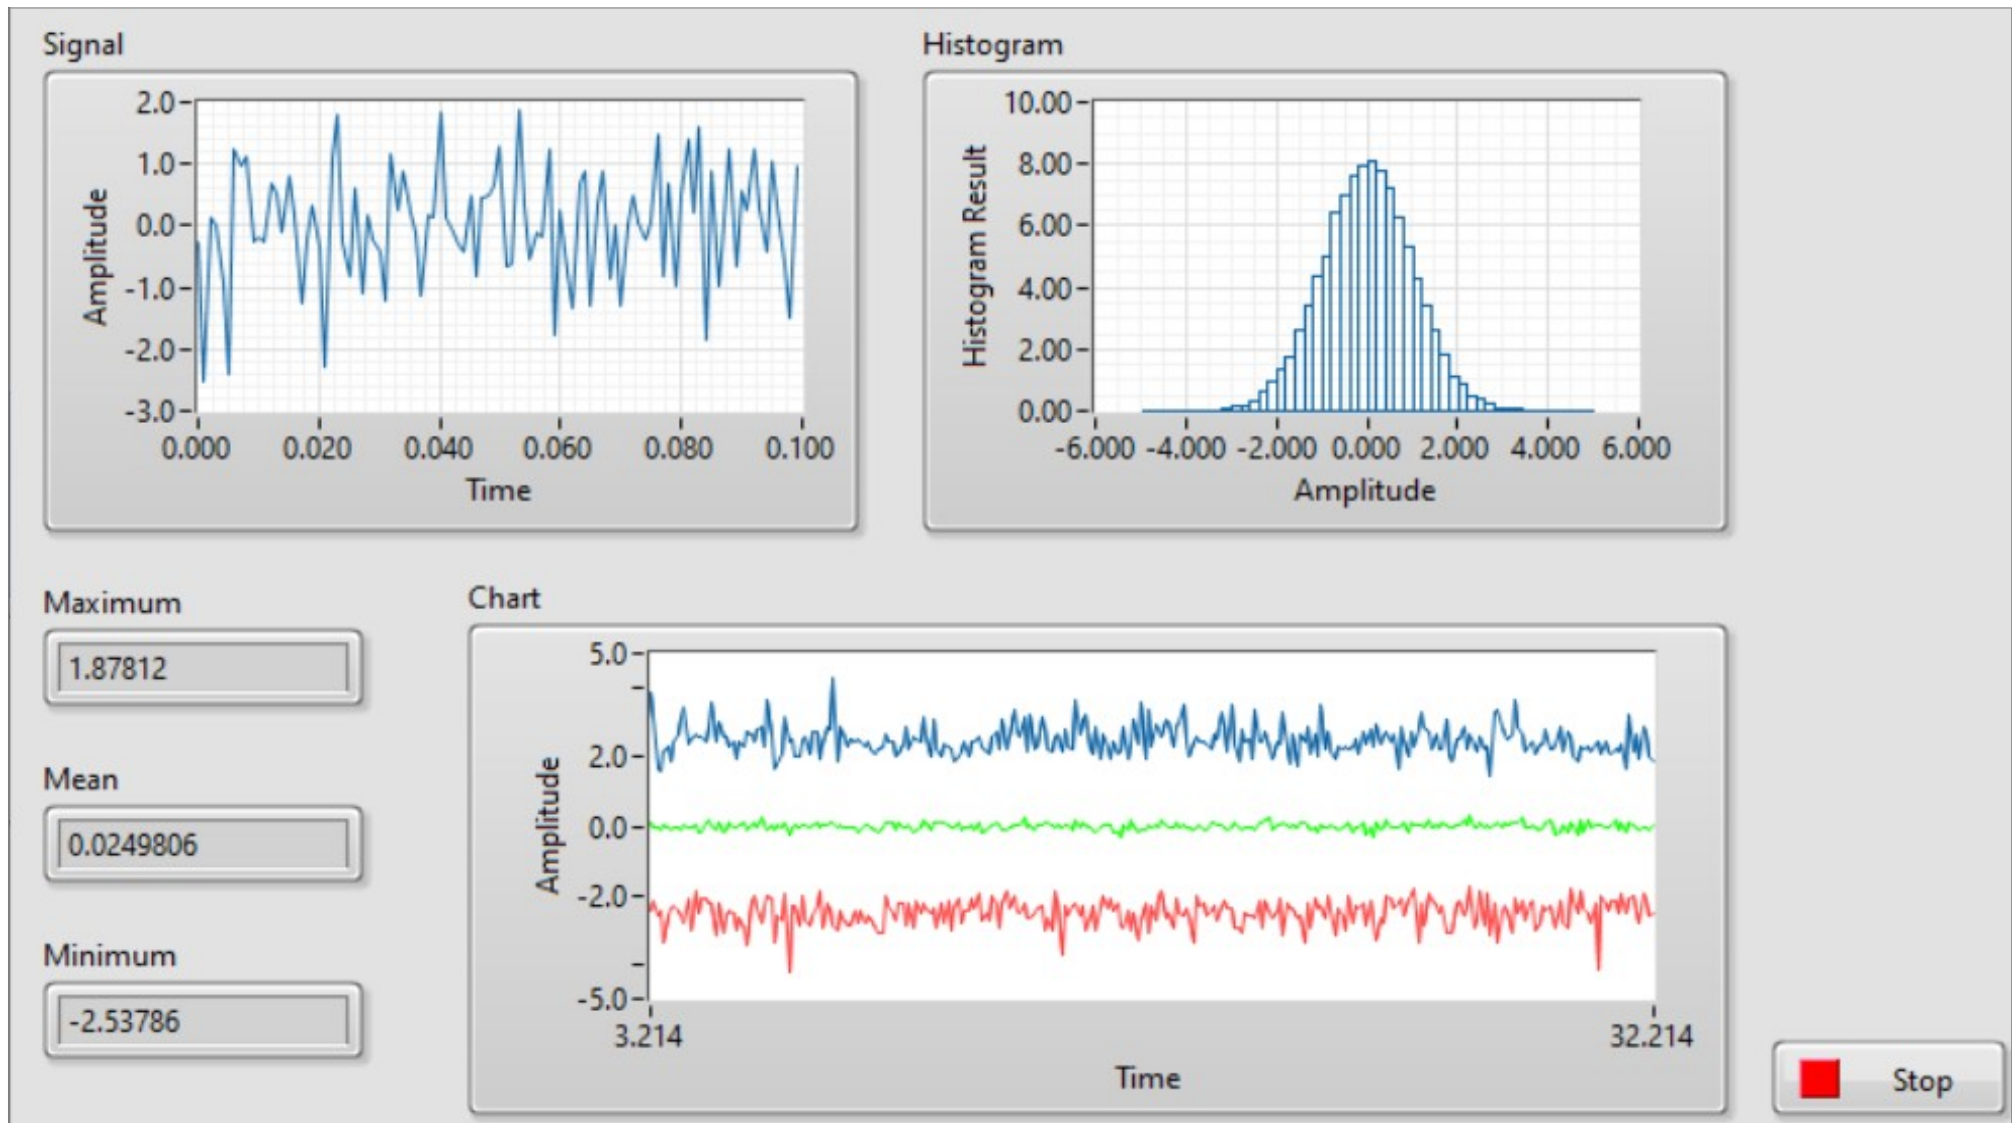 Signal
2.0
1.0
0.0
-1.0
-2.0
-3.0
Amplitude
0.000 0.020 0.040 0.060 0.080 0.100
Time
Histogram
10.00
8.00
6.00
4.00
2.00
0.00
Histogram Result
-6.000 -4.000 -2.000 0.000 2.000 4.000 6.000
Amplitude
Maximum
1.87812
Mean
0.0249806
Minimum
-2.53786
Chart
5.0
2.0
0.0
-2.0
-5.0
Amplitude
3.214 32.214
Time
Stop